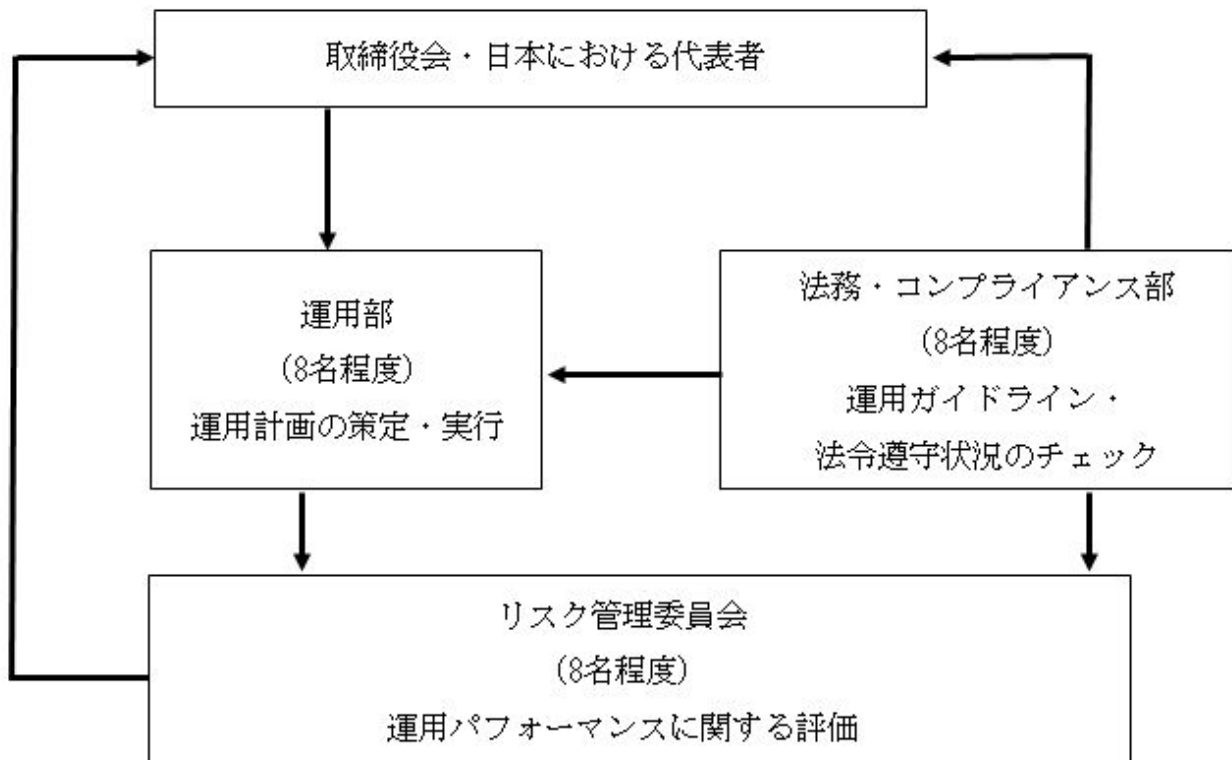 取締役会・日本における代表者
運用部
(8名程度)
運用計画の策定・実行
法務・コンプライアンス部
(8名程度)
運用ガイドライン・
法令遵守状況のチェック
リスク管理委員会
(8名程度)
運用パフォーマンスに関する評価